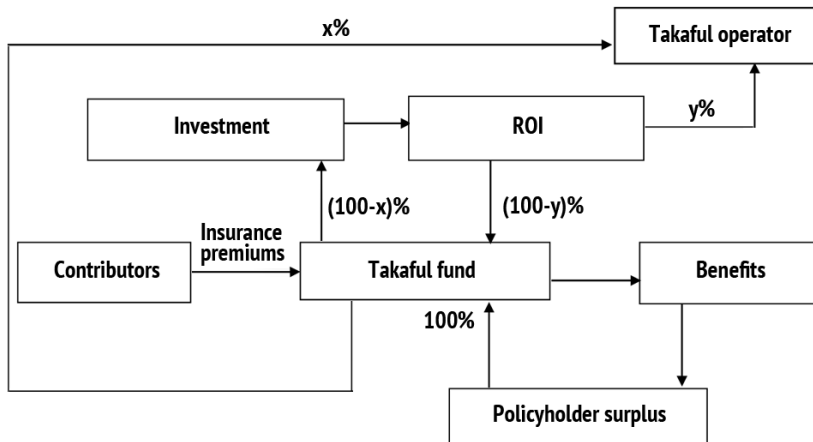 x%
Takaful operator
Investment
ROI
y%
(100-x)%
(100-y)%
Insurance
premiums
Contributors
Takaful fund
Benefits
100%
Policyholder surplus